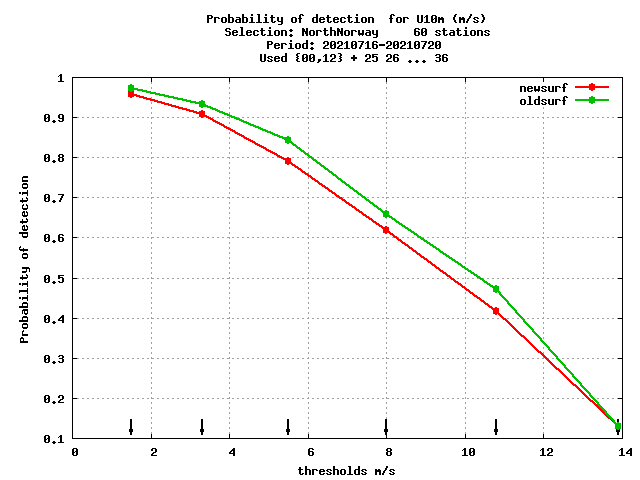 Probability of detection  for U10m (m/s)
Selection: NorthNorway     60 stations
Period: 20210716-20210720
Used {00,12} + 25 26 ... 36
newsurf
oldsurf
Probability of detection
1
0.9
0.8
0.7
0.6
0.5
0.4
0.3
0.2
0.1
0 2 4 6 8 10 12 14
thresholds m/s